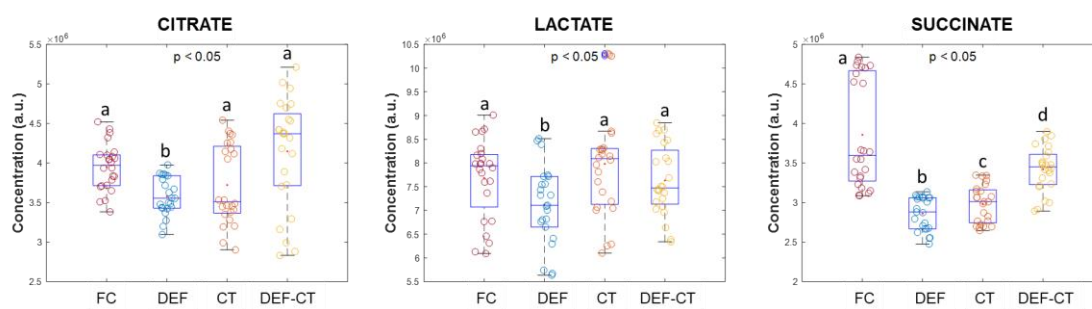 CITRATE
×10⁶
p < 0.05
Concentration (a.u.)
5.5
5
4.5
4
3.5
3
2.5
a
b
a
a
FC DEF CT DEF-CT
LACTATE
×10⁶
p < 0.05
Concentration (a.u.)
10.5
10
9.5
9
8.5
8
7.5
7
6.5
6
5.5
5
a
b
a
a
FC DEF CT DEF-CT
SUCCINATE
×10⁶
p < 0.05
Concentration (a.u.)
5
4.5
4
3.5
3
2.5
2
a
b
c
d
FC DEF CT DEF-CT